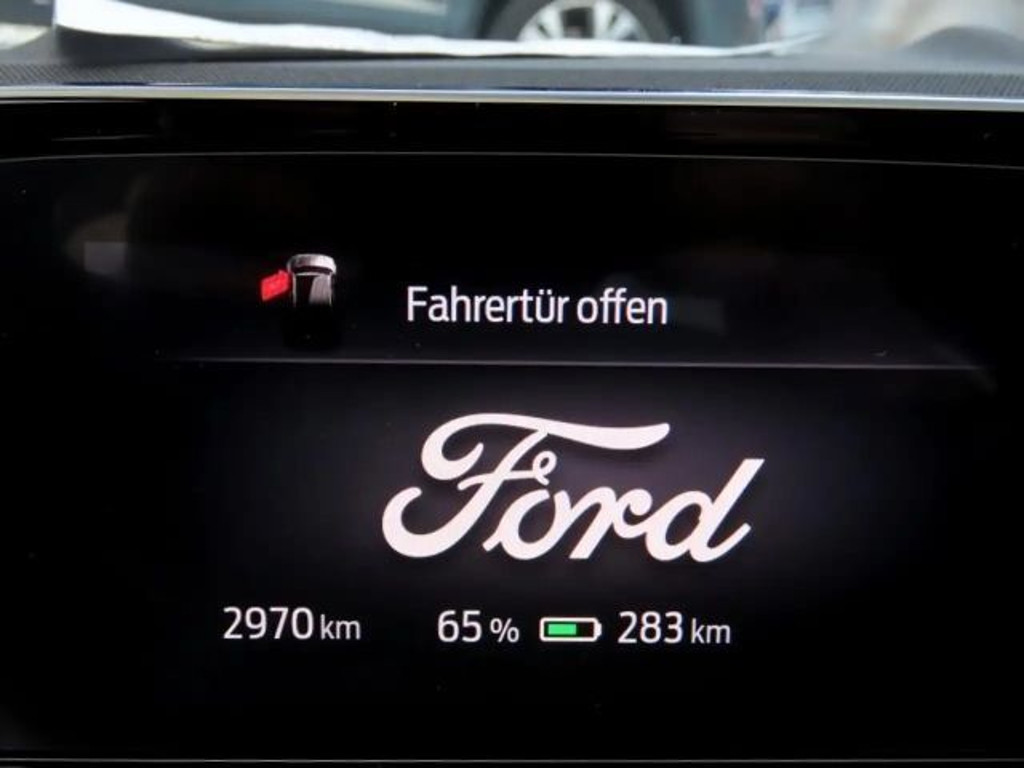 Fahrertür offen
Ford
2970 km 65 % 283 km